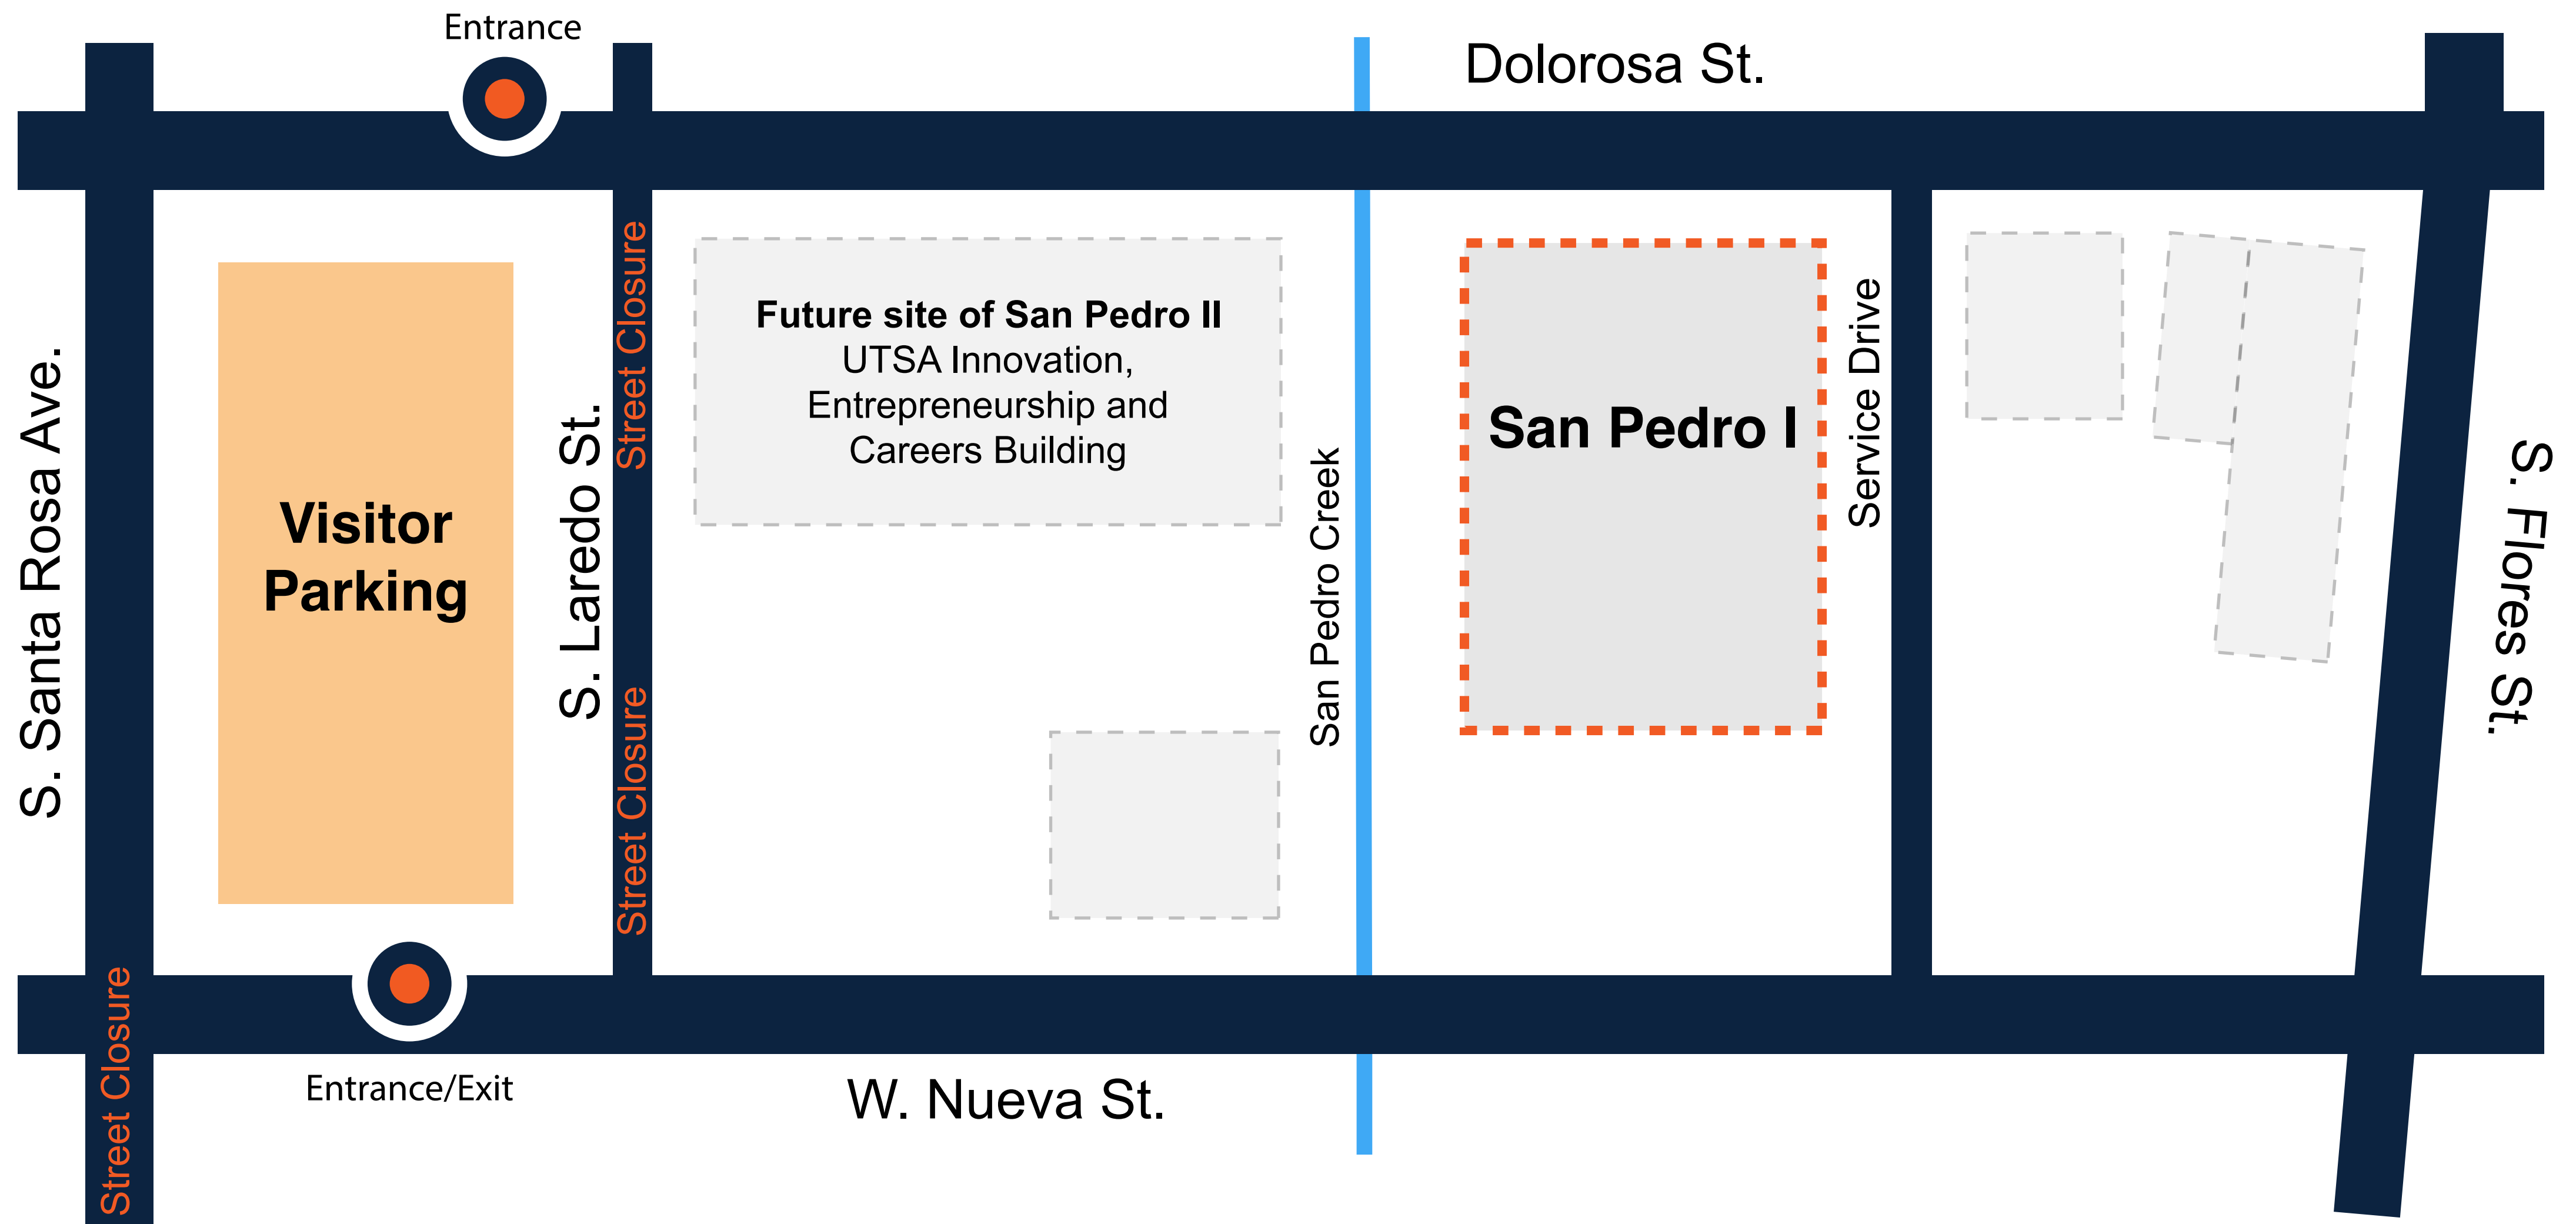 Entrance
Dolorosa St.
S. Santa Rosa Ave.
Visitor
Parking
S. Laredo St.
Street Closure
Street Closure
Future site of San Pedro II
UTSA Innovation,
Entrepreneurship and
Careers Building
San Pedro Creek
San Pedro I
Service Drive
S. Flores St.
Street Closure
Entrance/Exit
W. Nueva St.